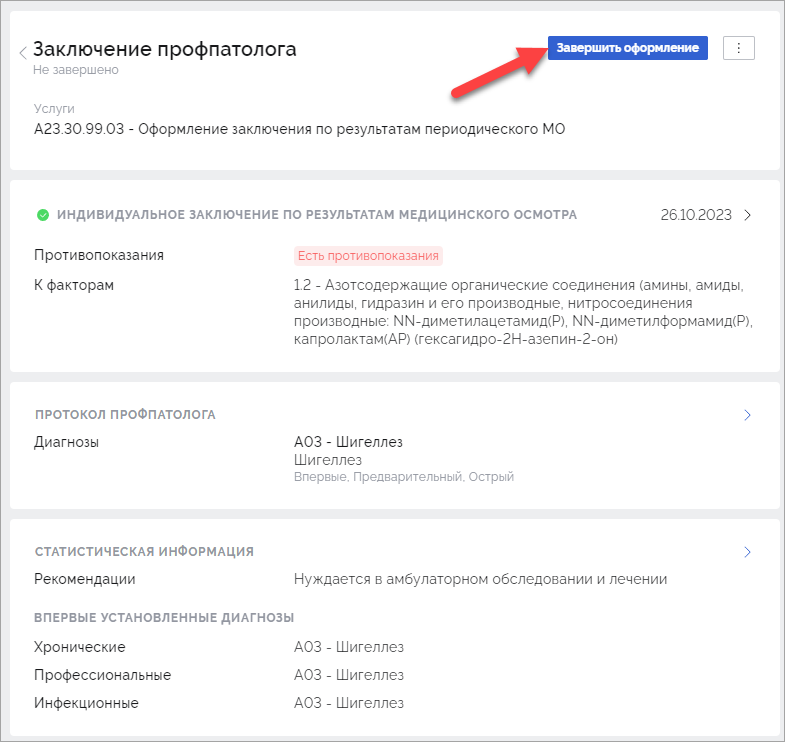 Заключение профпатолога
Завершить оформление
Не завершено
Услуги
A23.30.99.03 - Оформление заключения по результатам периодического МО
ИНДИВИДУАЛЬНОЕ ЗАКЛЮЧЕНИЕ ПО РЕЗУЛЬТАТАМ МЕДИЦИНСКОГО ОСМОТРА
26.10.2023
Противопоказания
Есть противопоказания
К факторам
1.2 - Азотсодержащие органические соединения (амины, амиды,
анилиды, гидразин и его производные, нитросоединения
производные: NN-диметилацетамид(Р), NN-диметилформамид(Р),
капролактам(АР) (гексагидро-2Н-азепин-2-он)
ПРОТОКОЛ ПРОФПАТОЛОГА
Диагнозы
A03 - Шигеллез
Шигеллез
Впервые, Предварительный, Острый
СТАТИСТИЧЕСКАЯ ИНФОРМАЦИЯ
Рекомендации
Нуждается в амбулаторном обследовании и лечении
ВПЕРВЫЕ УСТАНОВЛЕННЫЕ ДИАГНОЗЫ
Хронические
A03 - Шигеллез
Профессиональные
A03 - Шигеллез
Инфекционные
A03 - Шигеллез